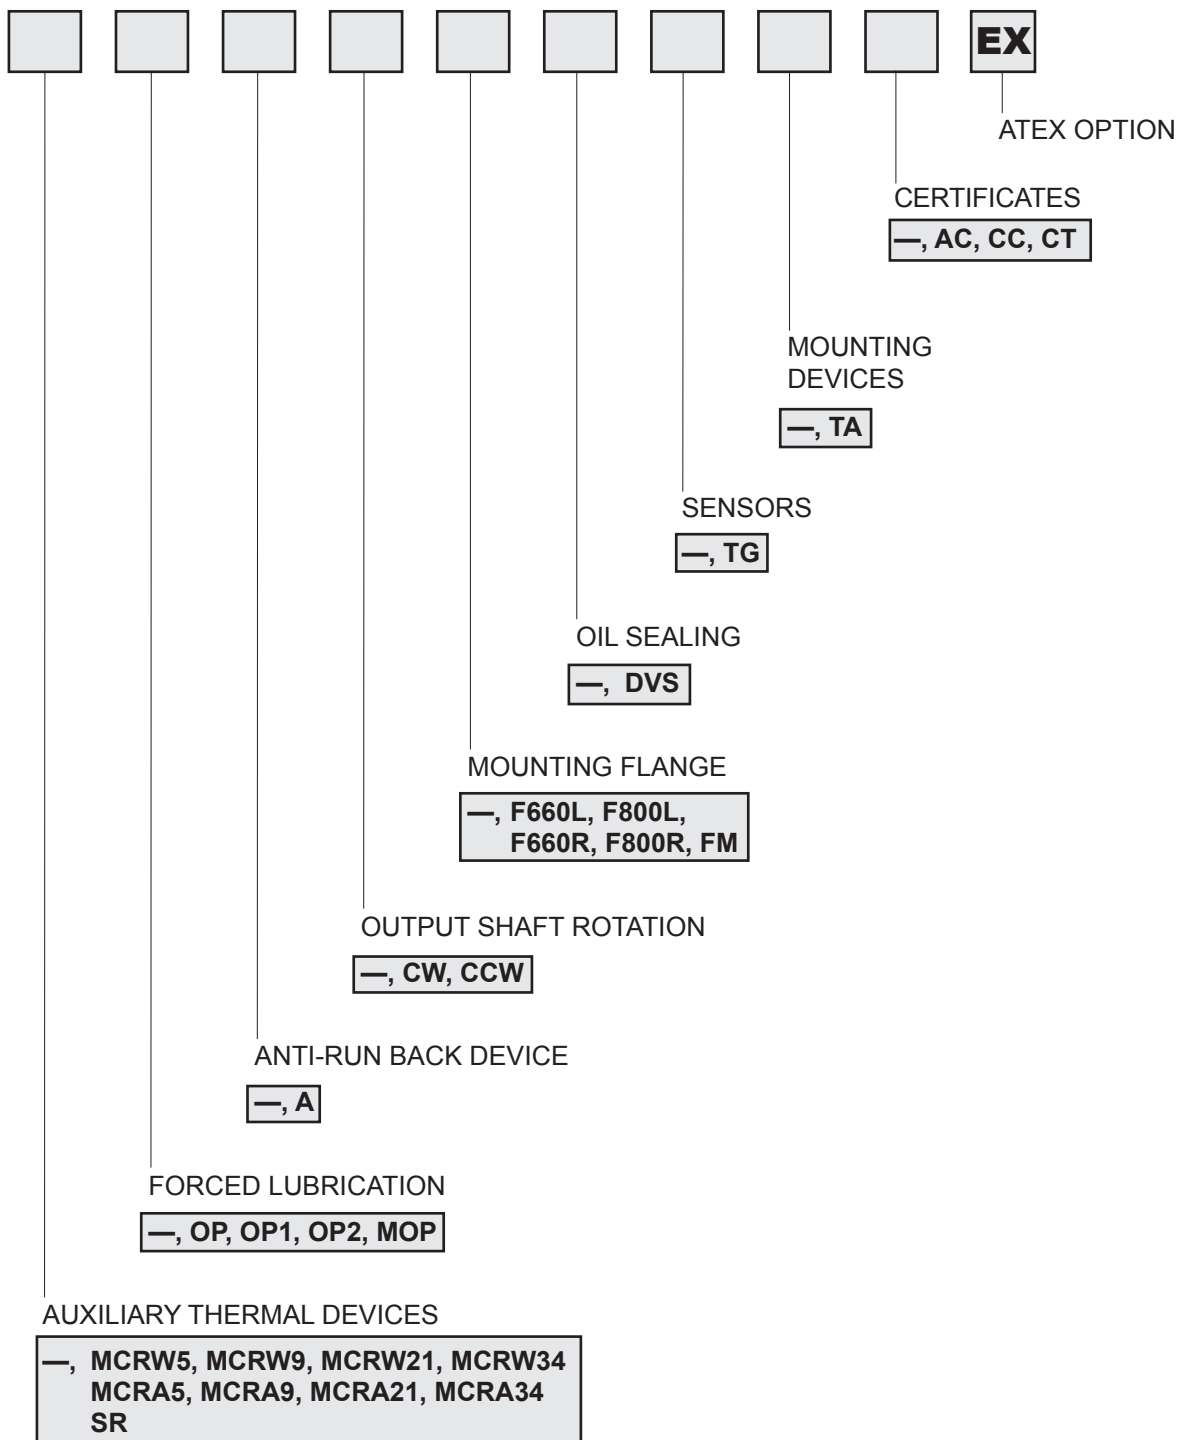 EX
ATEX OPTION
CERTIFICATES
—, AC, CC, CT
MOUNTING
DEVICES
—, TA
SENSORS
—, TG
OIL SEALING
—, DVS
MOUNTING FLANGE
—, F660L, F800L,
F660R, F800R, FM
OUTPUT SHAFT ROTATION
—, CW, CCW
ANTI-RUN BACK DEVICE
—, A
FORCED LUBRICATION
—, OP, OP1, OP2, MOP
AUXILIARY THERMAL DEVICES
—, MCRW5, MCRW9, MCRW21, MCRW34
MCRA5, MCRA9, MCRA21, MCRA34
SR